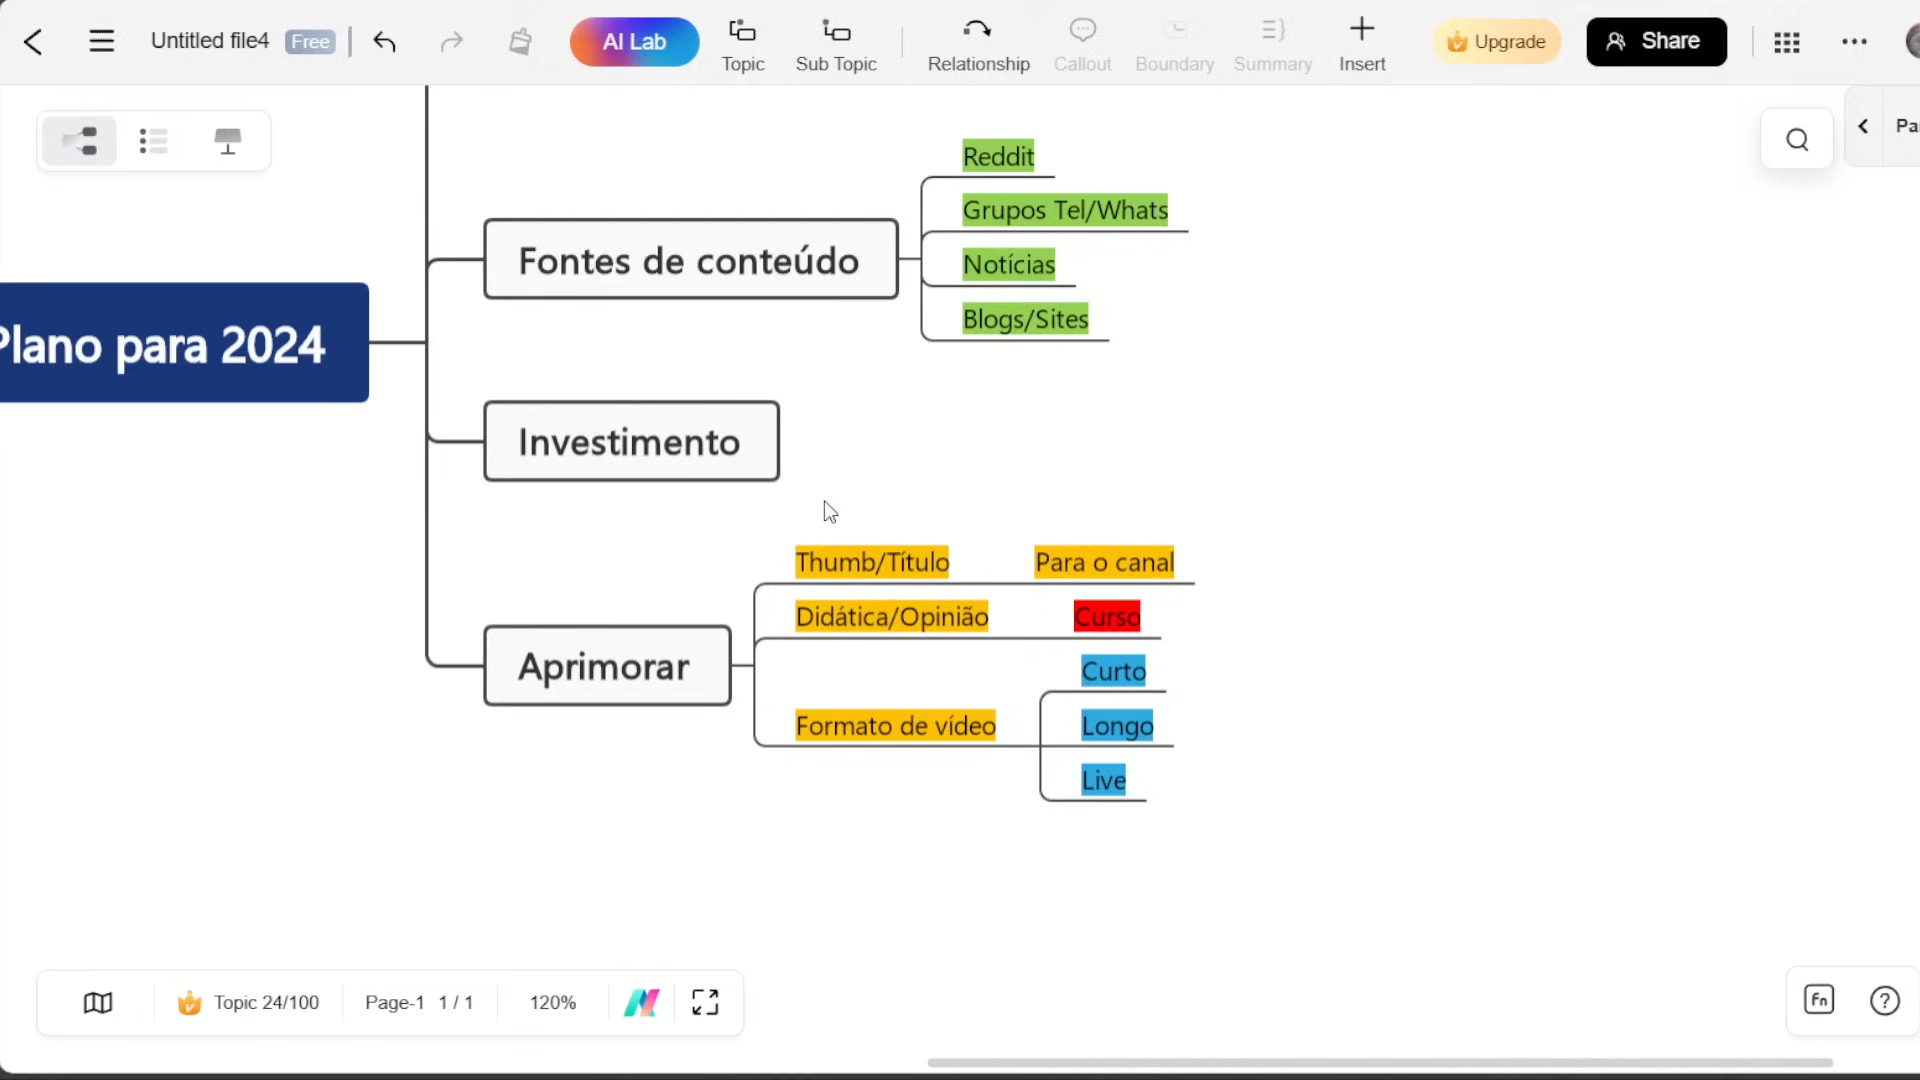 Untitled file4
Free
AI Lab
Topic
Sub Topic
Relationship
Callout
Boundary
Summary
Insert
Upgrade
Share
Plano para 2024
Fontes de conteúdo
Reddit
Grupos Tel/Whats
Notícias
Blogs/Sites
Investimento
Aprimorar
Thumb/Título
Para o canal
Didática/Opinião
Curso
Formato de vídeo
Curto
Longo
Live
Topic 24/100
Page-1 1 / 1
120%
Fn